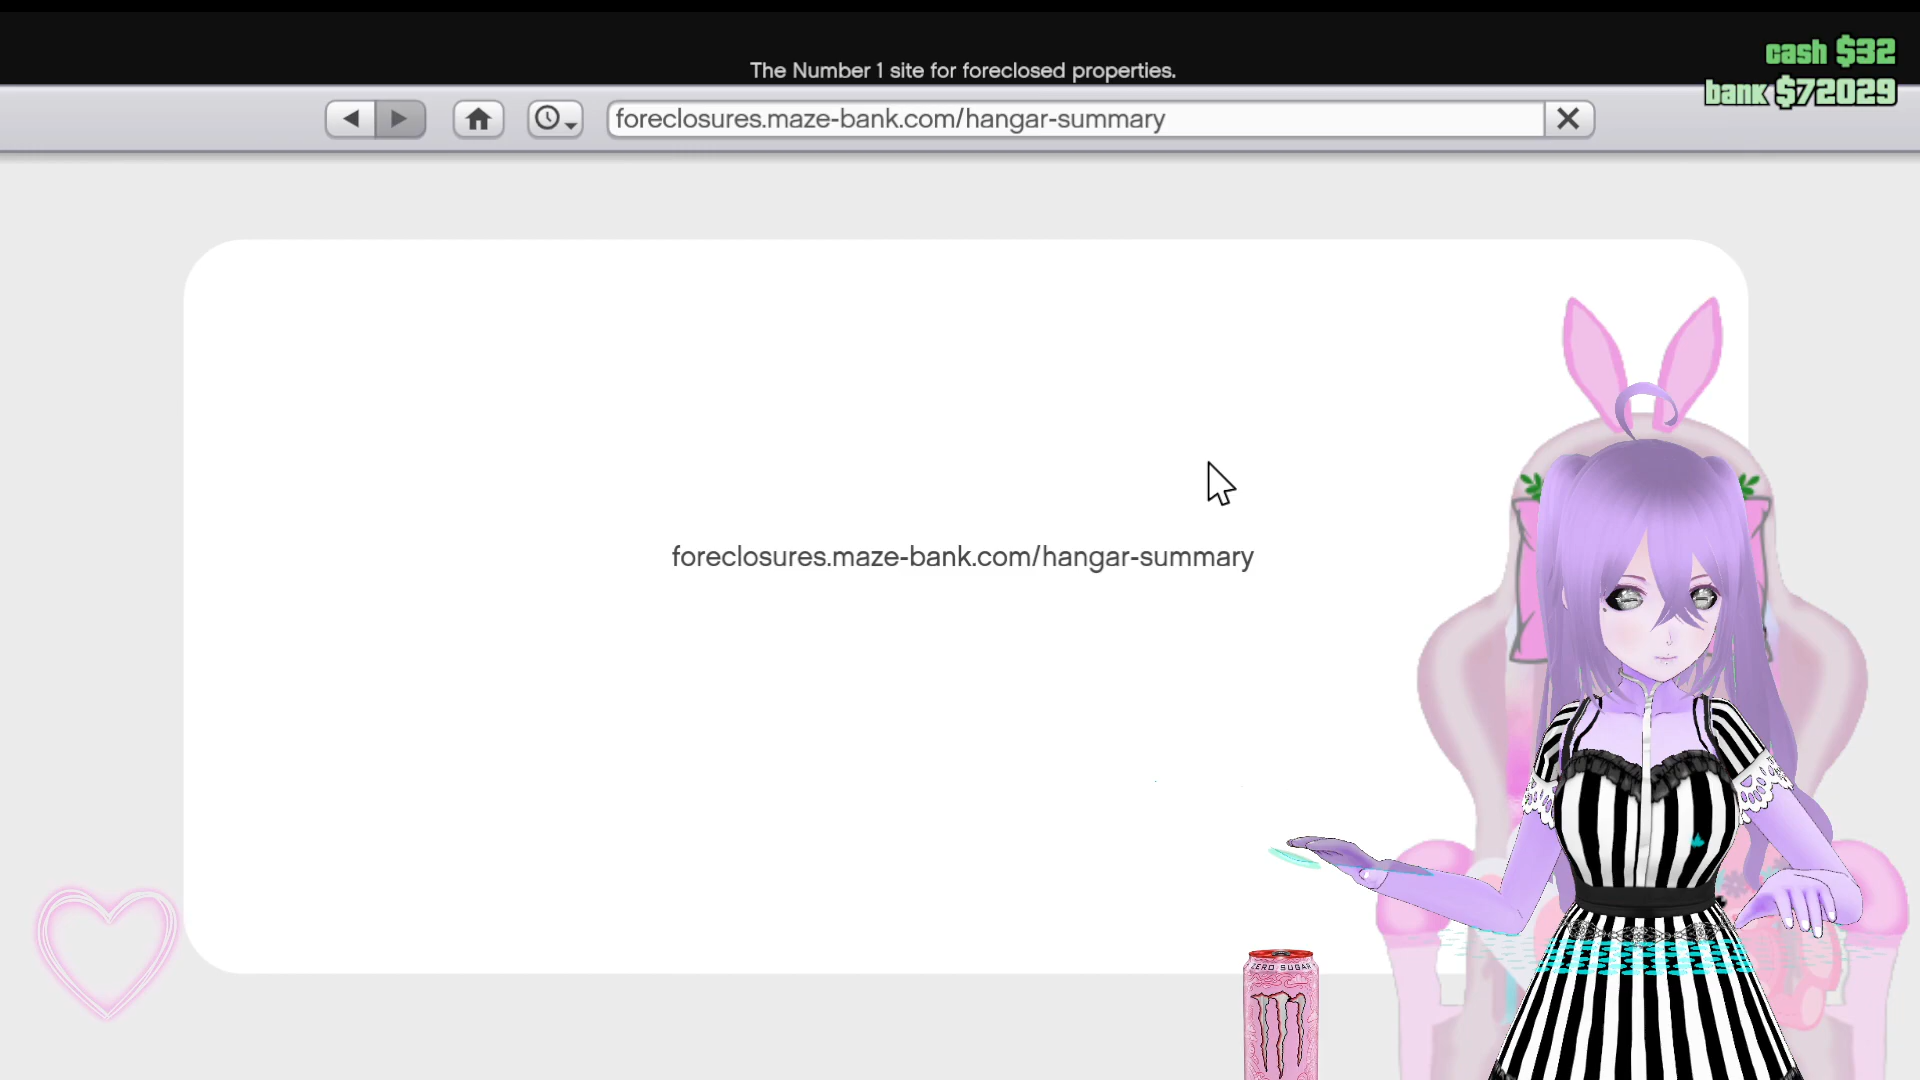 cash $32
The Number 1 site for foreclosed properties.
bank $72029
foreclosures.maze-bank.com/hangar-summary
foreclosures.maze-bank.com/hangar-summary
ZERO SUGAR